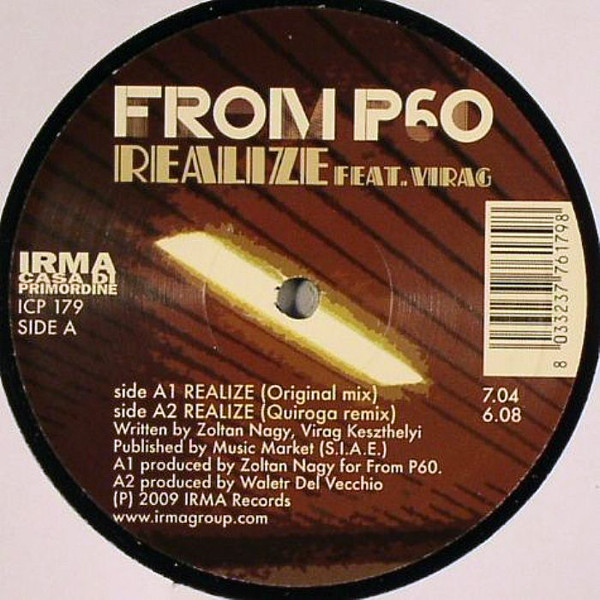 FROM P60
REALIZE FEAT. VIRAG
IRMA
CASA DI
PRIMORDINE
ICP 179
SIDE A
8 033237 761798
side A1 REALIZE (Original mix) 7.04
side A2 REALIZE (Quiroga remix) 6.08
Written by Zoltan Nagy, Virag Keszthelyi
Published by Music Market (S.I.A.E.)
A1 produced by Zoltan Nagy for From P60.
A2 produced by Waletr Del Vecchio
(P) 2009 IRMA Records
www.irmagroup.com